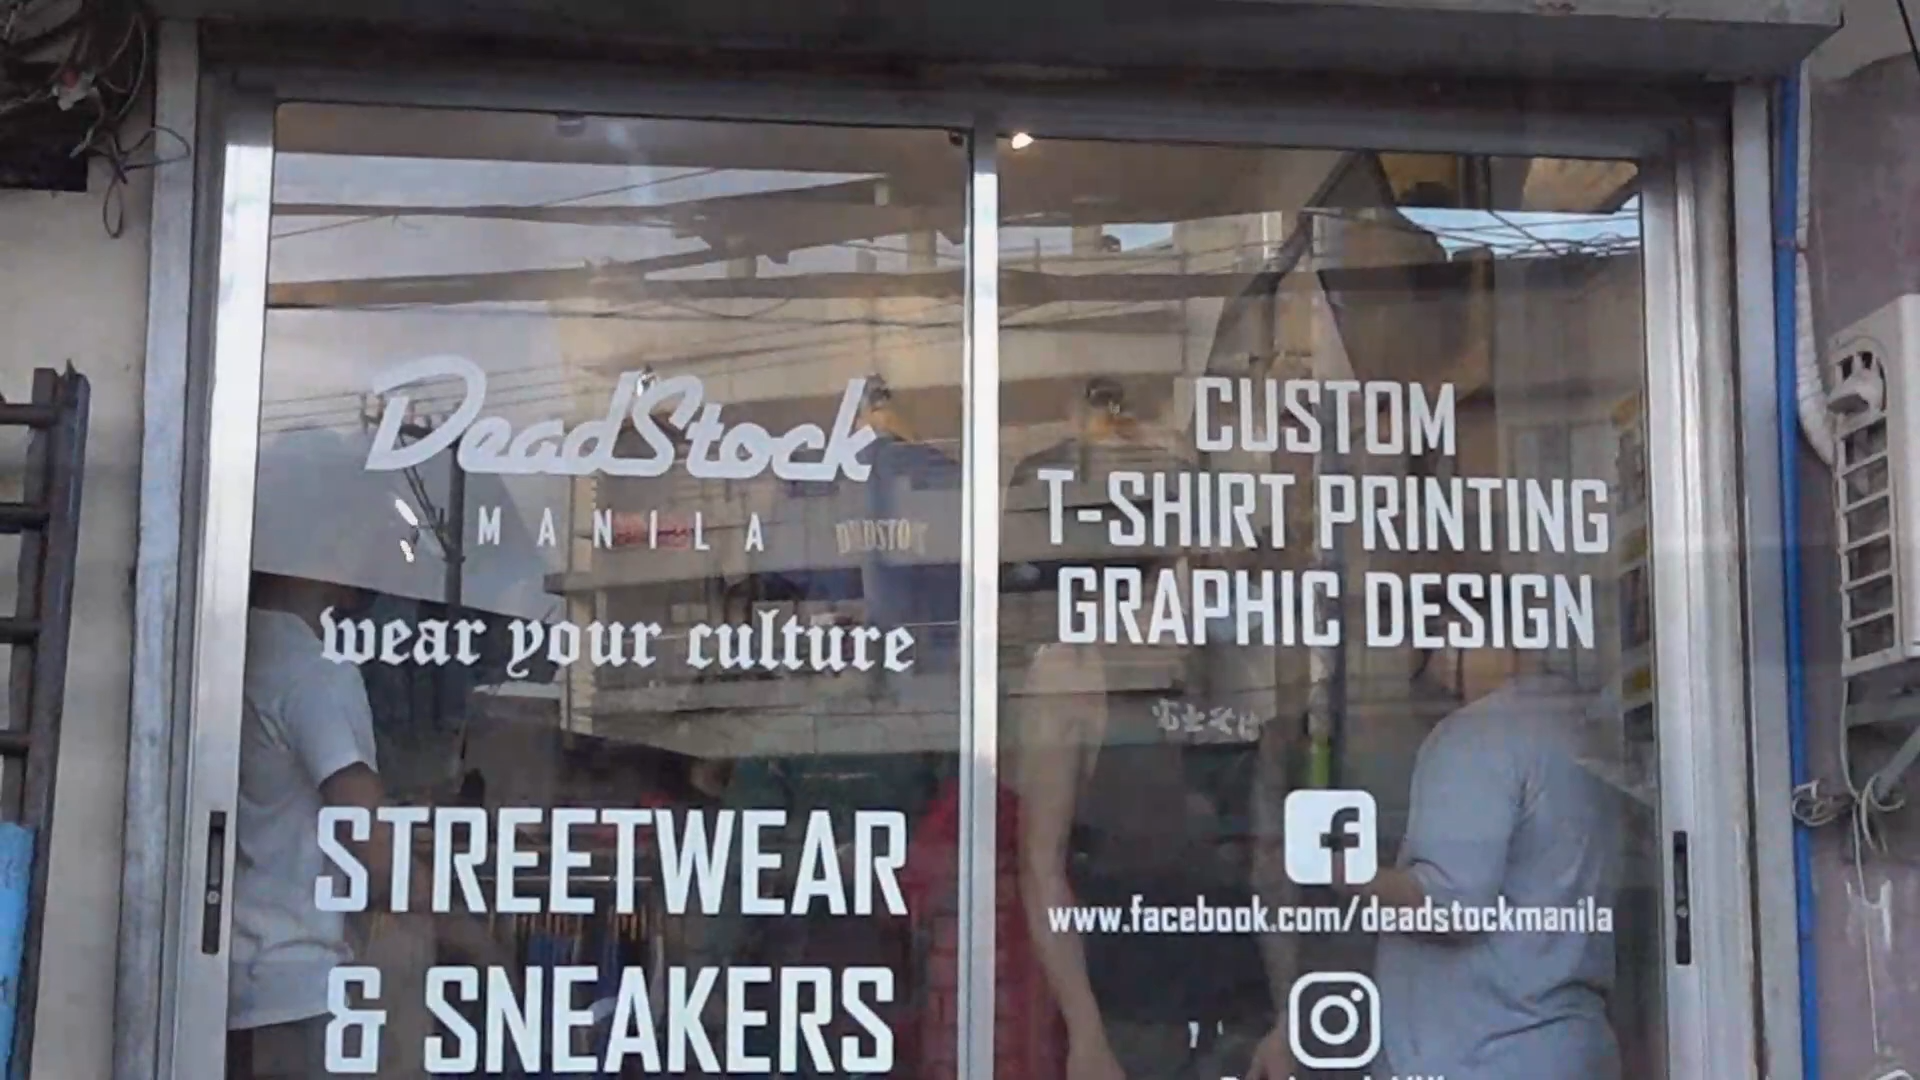 DeadStock
MANILA
wear your culture
STREETWEAR
& SNEAKERS
CUSTOM
T-SHIRT PRINTING
GRAPHIC DESIGN
www.facebook.com/deadstockmanila